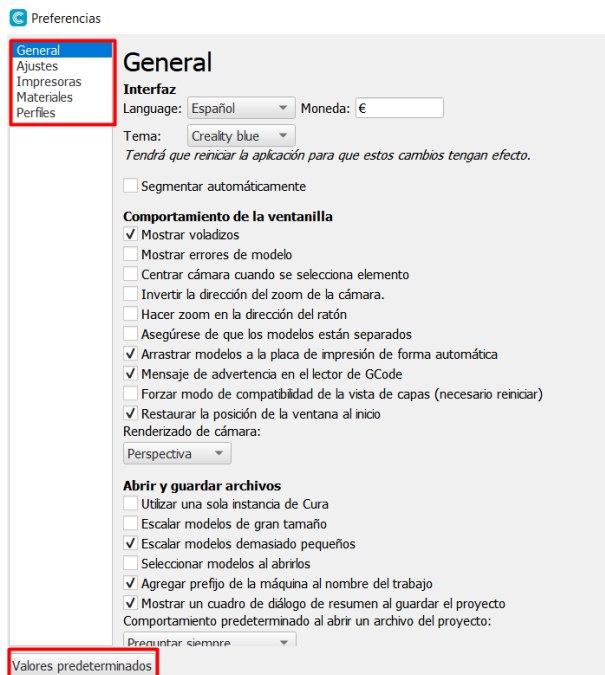 Preferencias
General
Ajustes
Impresoras
Materiales
Perfiles
General
Interfaz
Language: Español Moneda: €
Tema: Creality blue
Tendrá que reiniciar la aplicación para que estos cambios tengan efecto.
Segmentar automáticamente
Comportamiento de la ventanilla
Mostrar voladizos
Mostrar errores de modelo
Centrar cámara cuando se selecciona elemento
Invertir la dirección del zoom de la cámara.
Hacer zoom en la dirección del ratón
Asegúrese de que los modelos están separados
Arrastrar modelos a la placa de impresión de forma automática
Mensaje de advertencia en el lector de GCode
Forzar modo de compatibilidad de la vista de capas (necesario reiniciar)
Restaurar la posición de la ventana al inicio
Renderizado de cámara:
Perspectiva
Abrir y guardar archivos
Utilizar una sola instancia de Cura
Escalar modelos de gran tamaño
Escalar modelos demasiado pequeños
Seleccionar modelos al abrirlos
Agregar prefijo de la máquina al nombre del trabajo
Mostrar un cuadro de diálogo de resumen al guardar el proyecto
Comportamiento predeterminado al abrir un archivo del proyecto:
Preguntar siempre
Valores predeterminados